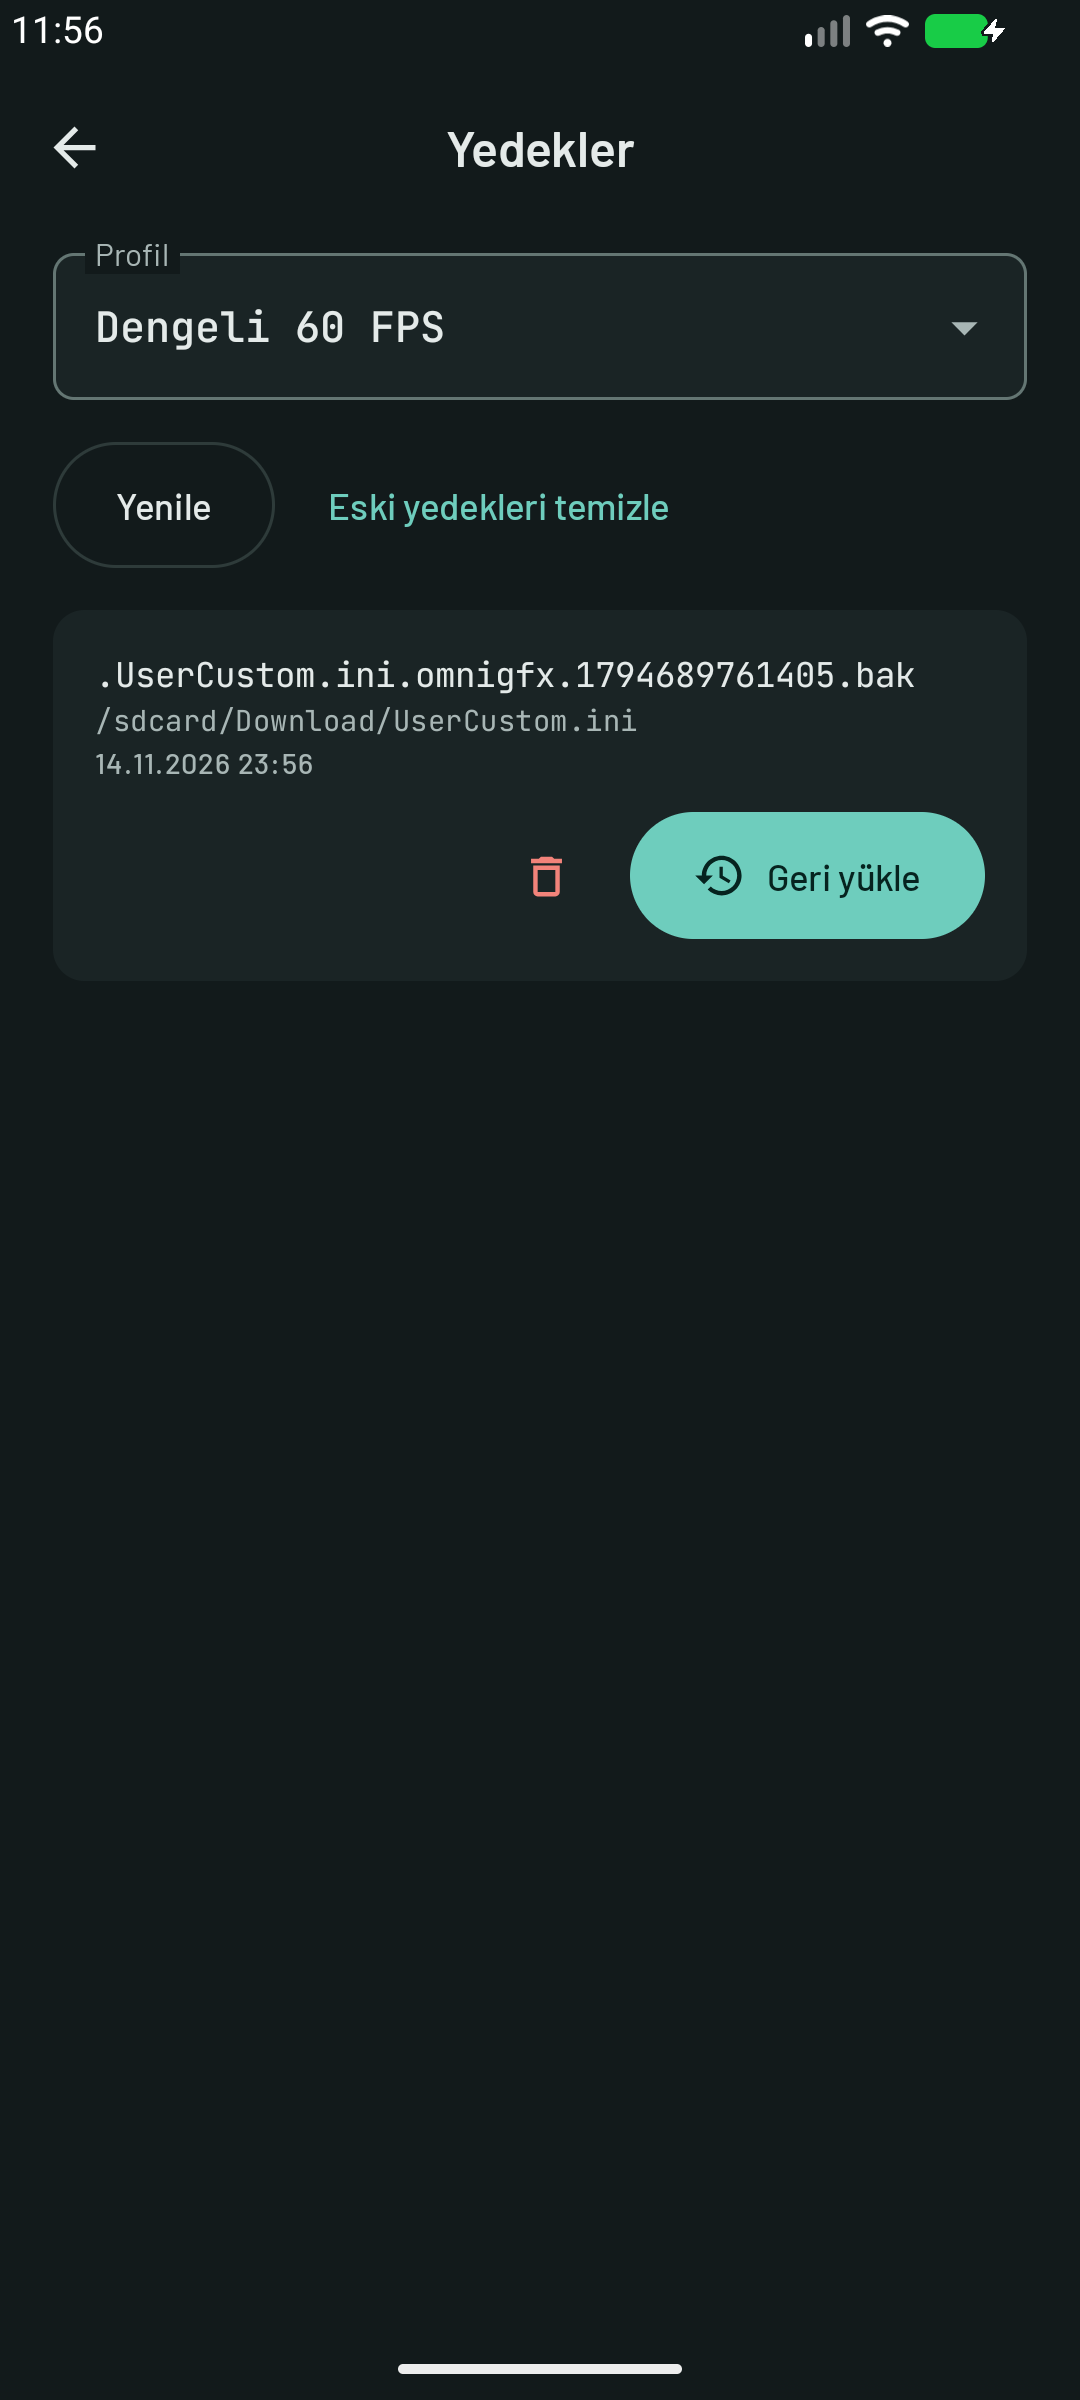 11:56
Yedekler
Profil
Dengeli 60 FPS
Yenile
Eski yedekleri temizle
.UserCustom.ini.omnigfx.1794689761405.bak
/sdcard/Download/UserCustom.ini
14.11.2026 23:56
Geri yükle